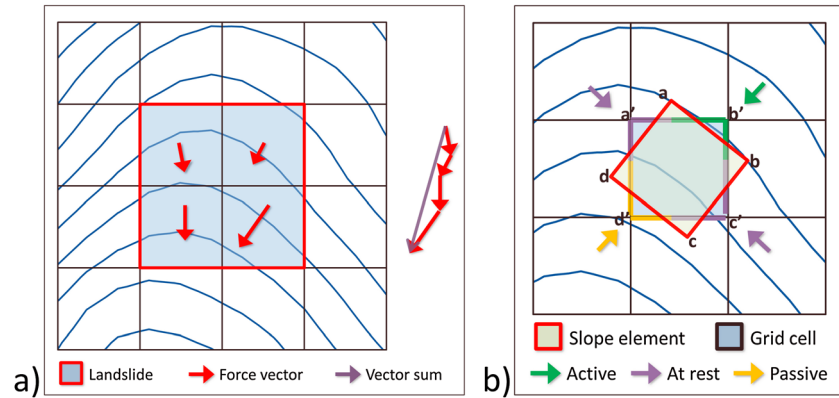 a)
Landslide
Force vector
Vector sum
a
a'
b'
b
d
d'
c'
c
b)
Slope element
Grid cell
Active
At rest
Passive